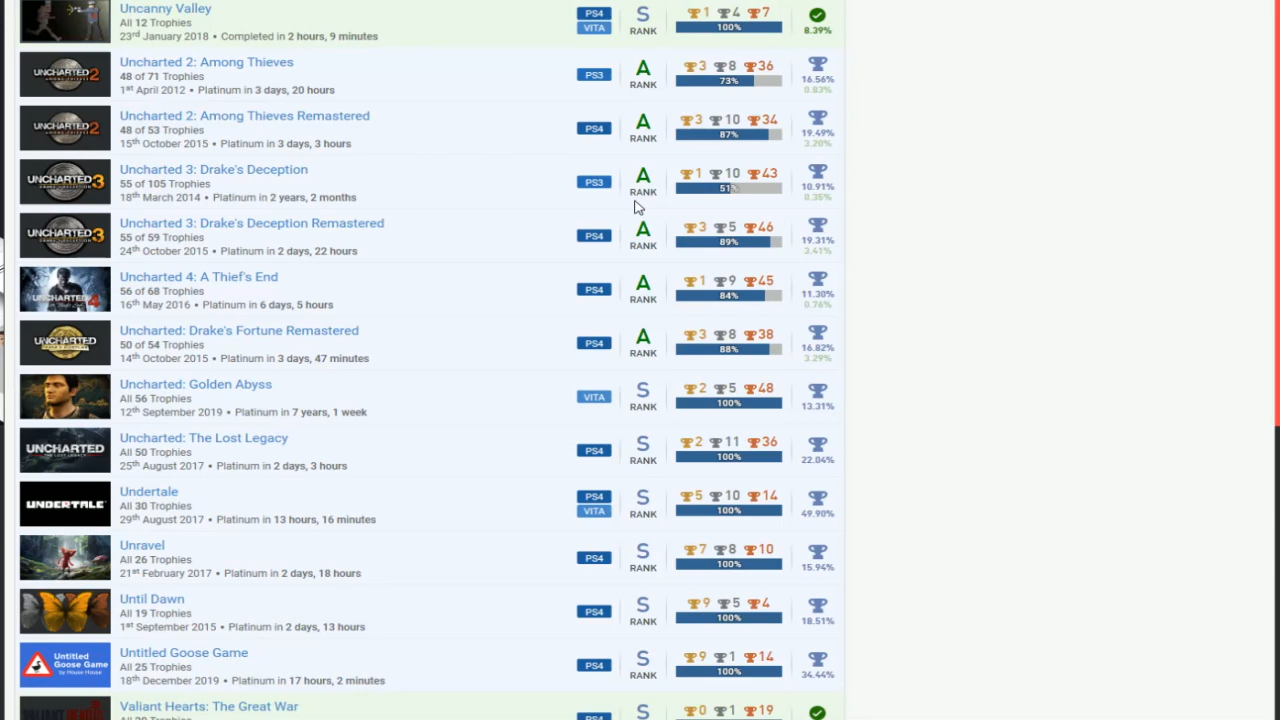 Uncanny Valley
All 12 Trophies
23rd January 2018 • Completed in 2 hours, 9 minutes
PS4
VITA
S
RANK
1 4 7
100%
8.39%
UNCHARTED 2
AMONG THIEVES
Uncharted 2: Among Thieves
48 of 71 Trophies
1st April 2012 • Platinum in 3 days, 20 hours
PS3
A
RANK
3 8 36
73%
16.56%
0.83%
UNCHARTED 2
AMONG THIEVES
Uncharted 2: Among Thieves Remastered
48 of 53 Trophies
15th October 2015 • Platinum in 3 days, 3 hours
PS4
A
RANK
3 10 34
87%
19.49%
3.20%
UNCHARTED 3
Uncharted 3: Drake's Deception
55 of 105 Trophies
18th March 2014 • Platinum in 2 years, 2 months
PS3
A
RANK
1 10 43
51%
10.91%
0.35%
UNCHARTED 3
Uncharted 3: Drake's Deception Remastered
55 of 59 Trophies
24th October 2015 • Platinum in 2 days, 22 hours
PS4
A
RANK
3 5 46
89%
19.31%
3.41%
UNCHARTED 4
Uncharted 4: A Thief's End
56 of 68 Trophies
16th May 2016 • Platinum in 6 days, 5 hours
PS4
A
RANK
1 9 45
84%
11.30%
0.76%
UNCHARTED
Uncharted: Drake's Fortune Remastered
50 of 54 Trophies
14th October 2015 • Platinum in 3 days, 47 minutes
PS4
A
RANK
3 8 38
88%
16.82%
3.29%
Uncharted: Golden Abyss
All 56 Trophies
12th September 2019 • Platinum in 7 years, 1 week
VITA
S
RANK
2 5 48
100%
13.31%
UNCHARTED
THE LOST LEGACY
Uncharted: The Lost Legacy
All 50 Trophies
25th August 2017 • Platinum in 2 days, 3 hours
PS4
S
RANK
2 11 36
100%
22.04%
UNDERTALE
Undertale
All 30 Trophies
29th August 2017 • Platinum in 13 hours, 16 minutes
PS4
VITA
S
RANK
5 10 14
100%
49.90%
Unravel
All 26 Trophies
21st February 2017 • Platinum in 2 days, 18 hours
PS4
S
RANK
7 8 10
100%
15.94%
Until Dawn
All 19 Trophies
1st September 2015 • Platinum in 2 days, 13 hours
PS4
S
RANK
9 5 4
100%
18.51%
Untitled
Goose Game
by House House
Untitled Goose Game
All 25 Trophies
18th December 2019 • Platinum in 17 hours, 2 minutes
PS4
S
RANK
9 1 14
100%
34.44%
VALIANT HEARTS
Valiant Hearts: The Great War
PS4
S
0 1 19